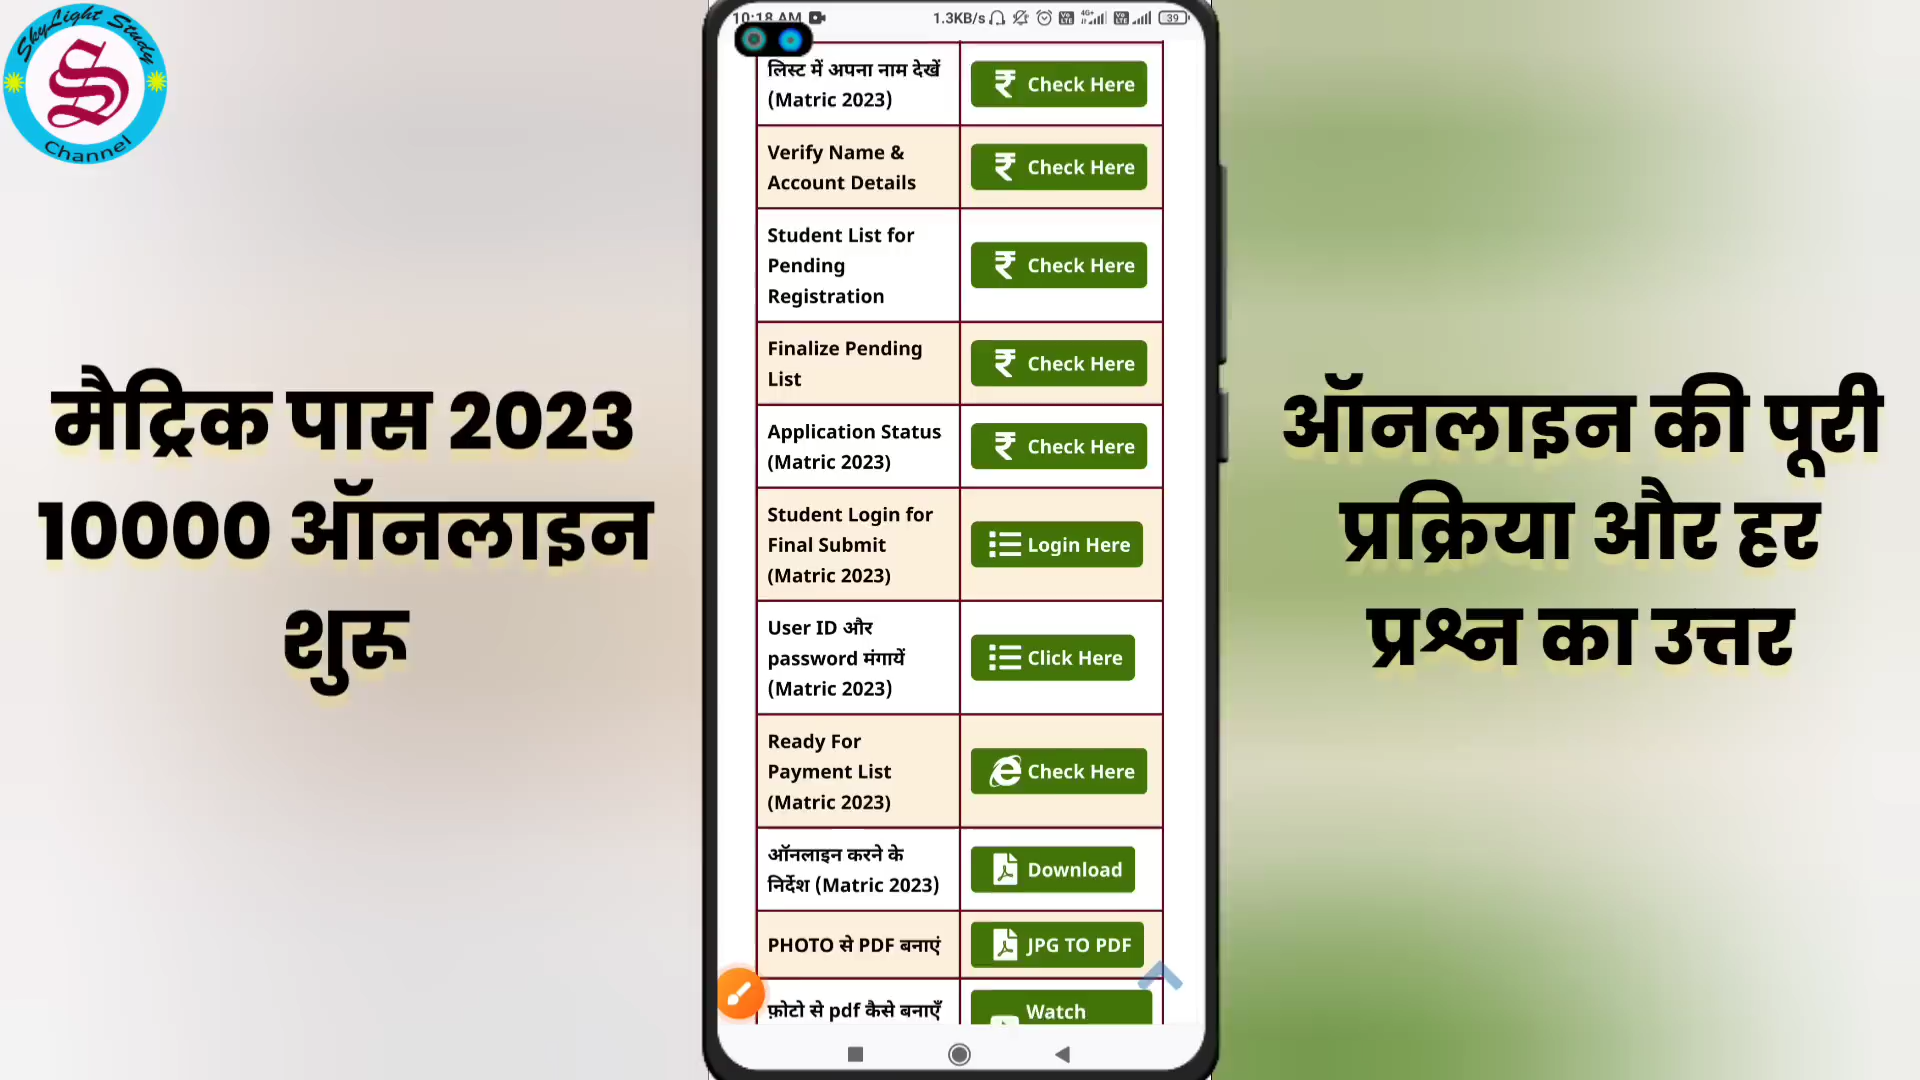 SkyLight Study
S
Channel
मैट्रिक पास 2023
10000 ऑनलाइन
शुरू
10:18 AM
1.3KB/s
4G+
39
लिस्ट में अपना नाम देखें
(Matric 2023)
Check Here
Verify Name &
Account Details
Check Here
Student List for
Pending
Registration
Check Here
Finalize Pending
List
Check Here
Application Status
(Matric 2023)
Check Here
Student Login for
Final Submit
(Matric 2023)
Login Here
User ID और
password मंगायें
(Matric 2023)
Click Here
Ready For
Payment List
(Matric 2023)
Check Here
ऑनलाइन करने के
निर्देश (Matric 2023)
Download
PHOTO से PDF बनाएं
JPG TO PDF
फ़ोटो से pdf कैसे बनाएँ
Watch
ऑनलाइन की पूरी
प्रक्रिया और हर
प्रश्न का उत्तर